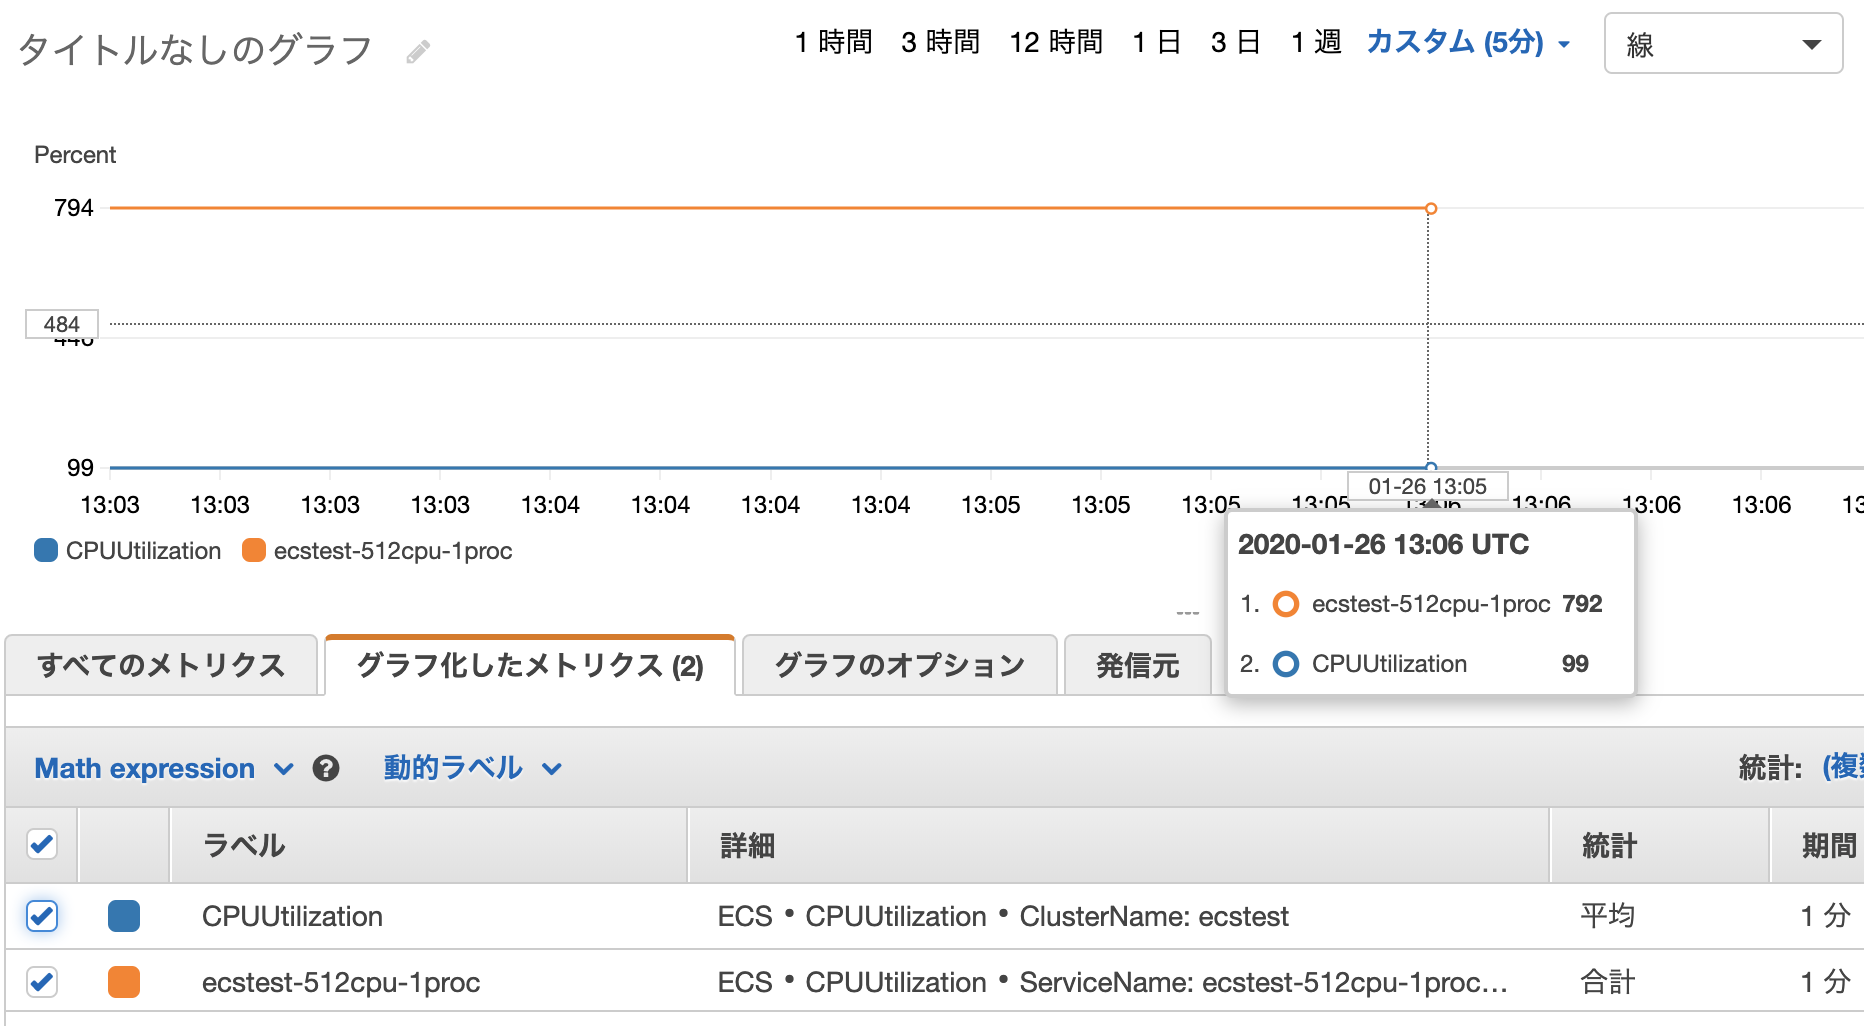 タイトルなしのグラフ 1 時間 3 時間 12 時間 1 日 3 日 1 週 カスタム (5分) 線
Percent
794
484
99
13:03 13:03 13:03 13:03 13:04 13:04 13:04 13:04 13:05 13:05 13:05 13:05 13:06 13:06 13:06
01-26 13:05
CPUUtilization ecstest-512cpu-1proc
2020-01-26 13:06 UTC
1. ecstest-512cpu-1proc 792
2. CPUUtilization 99
すべてのメトリクス グラフ化したメトリクス (2) グラフのオプション 発信元
Math expression ? 動的ラベル 統計: (複数
ラベル 詳細 統計 期間
CPUUtilization ECS • CPUUtilization • ClusterName: ecstest 平均 1 分
ecstest-512cpu-1proc ECS • CPUUtilization • ServiceName: ecstest-512cpu-1proc... 合計 1 分